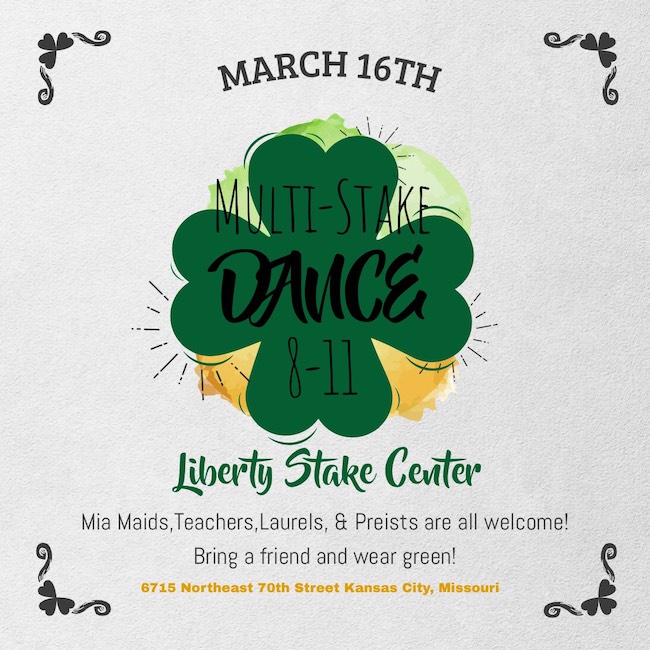 MARCH 16TH
MULTI-STAKE
DANCE
8-11
Liberty Stake Center
Mia Maids,Teachers,Laurels, & Preists are all welcome!
Bring a friend and wear green!
6715 Northeast 70th Street Kansas City, Missouri